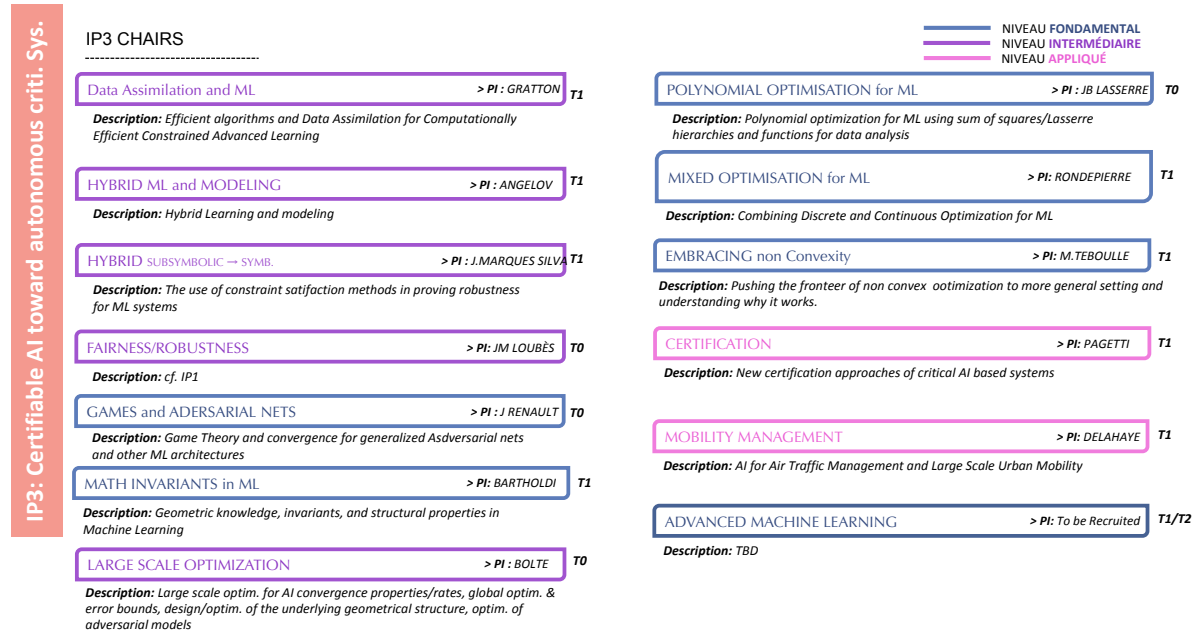 IP3: Certifiable AI toward autonomous criti. Sys.
IP3 CHAIRS
NIVEAU FONDAMENTAL
NIVEAU INTERMÉDIAIRE
NIVEAU APPLIQUÉ
Data Assimilation and ML > PI : GRATTON T1
Description: Efficient algorithms and Data Assimilation for Computationally
Efficient Constrained Advanced Learning
HYBRID ML and MODELING > PI : ANGELOV T1
Description: Hybrid Learning and modeling
HYBRID SUBSYMBOLIC → SYMB. > PI : J.MARQUES SILVA T1
Description: The use of constraint satifaction methods in proving robustness
for ML systems
FAIRNESS/ROBUSTNESS > PI: JM LOUBÈS T0
Description: cf. IP1
GAMES and ADERSARIAL NETS > PI : J RENAULT T0
Description: Game Theory and convergence for generalized Asdversarial nets
and other ML architectures
MATH INVARIANTS in ML > PI: BARTHOLDI T1
Description: Geometric knowledge, invariants, and structural properties in
Machine Learning
LARGE SCALE OPTIMIZATION > PI : BOLTE T0
Description: Large scale optim. for AI convergence properties/rates, global optim. &
error bounds, design/optim. of the underlying geometrical structure, optim. of
adversarial models
POLYNOMIAL OPTIMISATION for ML > PI : JB LASSERRE T0
Description: Polynomial optimization for ML using sum of squares/Lasserre
hierarchies and functions for data analysis
MIXED OPTIMISATION for ML > PI: RONDEPIERRE T1
Description: Combining Discrete and Continuous Optimization for ML
EMBRACING non Convexity > PI: M.TEBOULLE T1
Description: Pushing the fronteer of non convex ootimization to more general setting and
understanding why it works.
CERTIFICATION > PI: PAGETTI T1
Description: New certification approaches of critical AI based systems
MOBILITY MANAGEMENT > PI: DELAHAYE T1
Description: AI for Air Traffic Management and Large Scale Urban Mobility
ADVANCED MACHINE LEARNING > PI: To be Recruited T1/T2
Description: TBD